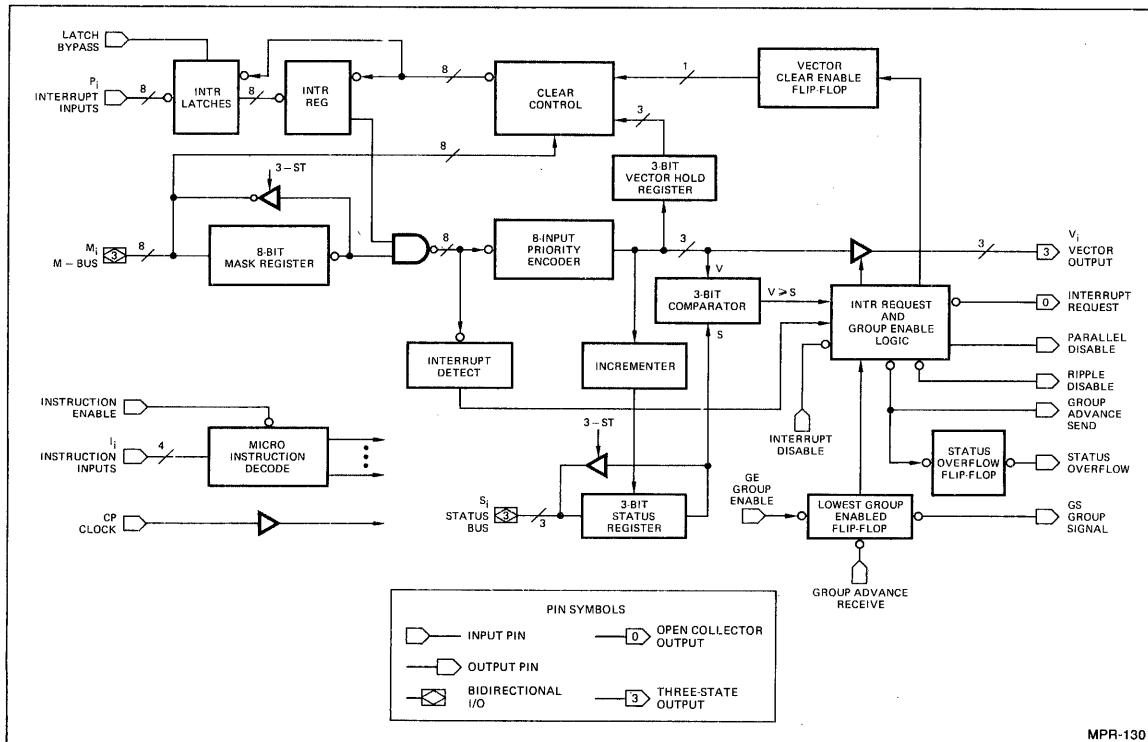 LATCH
BYPASS
Pi
INTERRUPT
INPUTS
8
INTR
LATCHES
8
INTR
REG
8
CLEAR
CONTROL
1
VECTOR
CLEAR ENABLE
FLIP-FLOP
3
8
3-BIT
VECTOR HOLD
REGISTER
3-ST
Mi
M-BUS
3
8
8-BIT
MASK REGISTER
8
8-INPUT
PRIORITY
ENCODER
3
V
3-BIT
COMPARATOR
S
V ⩾ S
3
3
Vi
VECTOR
OUTPUT
INTR REQUEST
AND
GROUP ENABLE
LOGIC
0
INTERRUPT
REQUEST
PARALLEL
DISABLE
RIPPLE
DISABLE
GROUP
ADVANCE
SEND
INTERRUPT
DETECT
INCREMENTER
INTERRUPT
DISABLE
STATUS
OVERFLOW
FLIP-FLOP
STATUS
OVERFLOW
INSTRUCTION
ENABLE
Ii
INSTRUCTION
INPUTS
4
MICRO
INSTRUCTION
DECODE
CP
CLOCK
3-ST
Si
STATUS
BUS
3
3
3-BIT
STATUS
REGISTER
GE
GROUP
ENABLE
LOWEST GROUP
ENABLED
FLIP-FLOP
GS
GROUP
SIGNAL
GROUP ADVANCE
RECEIVE
PIN SYMBOLS
INPUT PIN
OUTPUT PIN
BIDIRECTIONAL
I/O
0
OPEN COLLECTOR
OUTPUT
3
THREE-STATE
OUTPUT
MPR-130